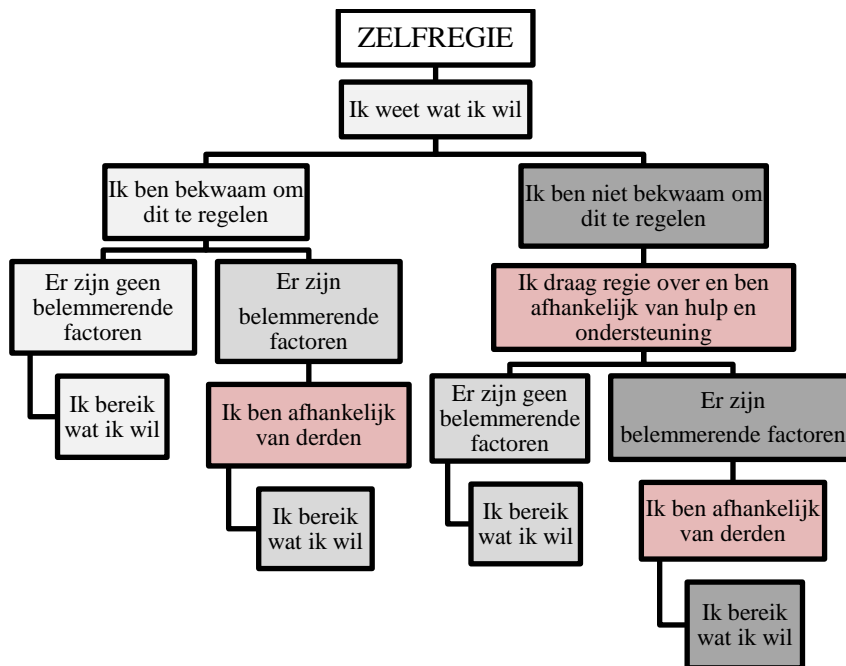 ZELFREGIE
Ik weet wat ik wil
Ik ben bekwaam om
dit te regelen
Ik ben niet bekwaam om
dit te regelen
Er zijn geen
belemmerende
factoren
Er zijn
belemmerende
factoren
Ik draag regie over en ben
afhankelijk van hulp en
ondersteuning
Ik bereik
wat ik wil
Ik ben afhankelijk
van derden
Er zijn geen
belemmerende
factoren
Er zijn
belemmerende factoren
Ik bereik
wat ik wil
Ik bereik
wat ik wil
Ik ben afhankelijk
van derden
Ik bereik
wat ik wil